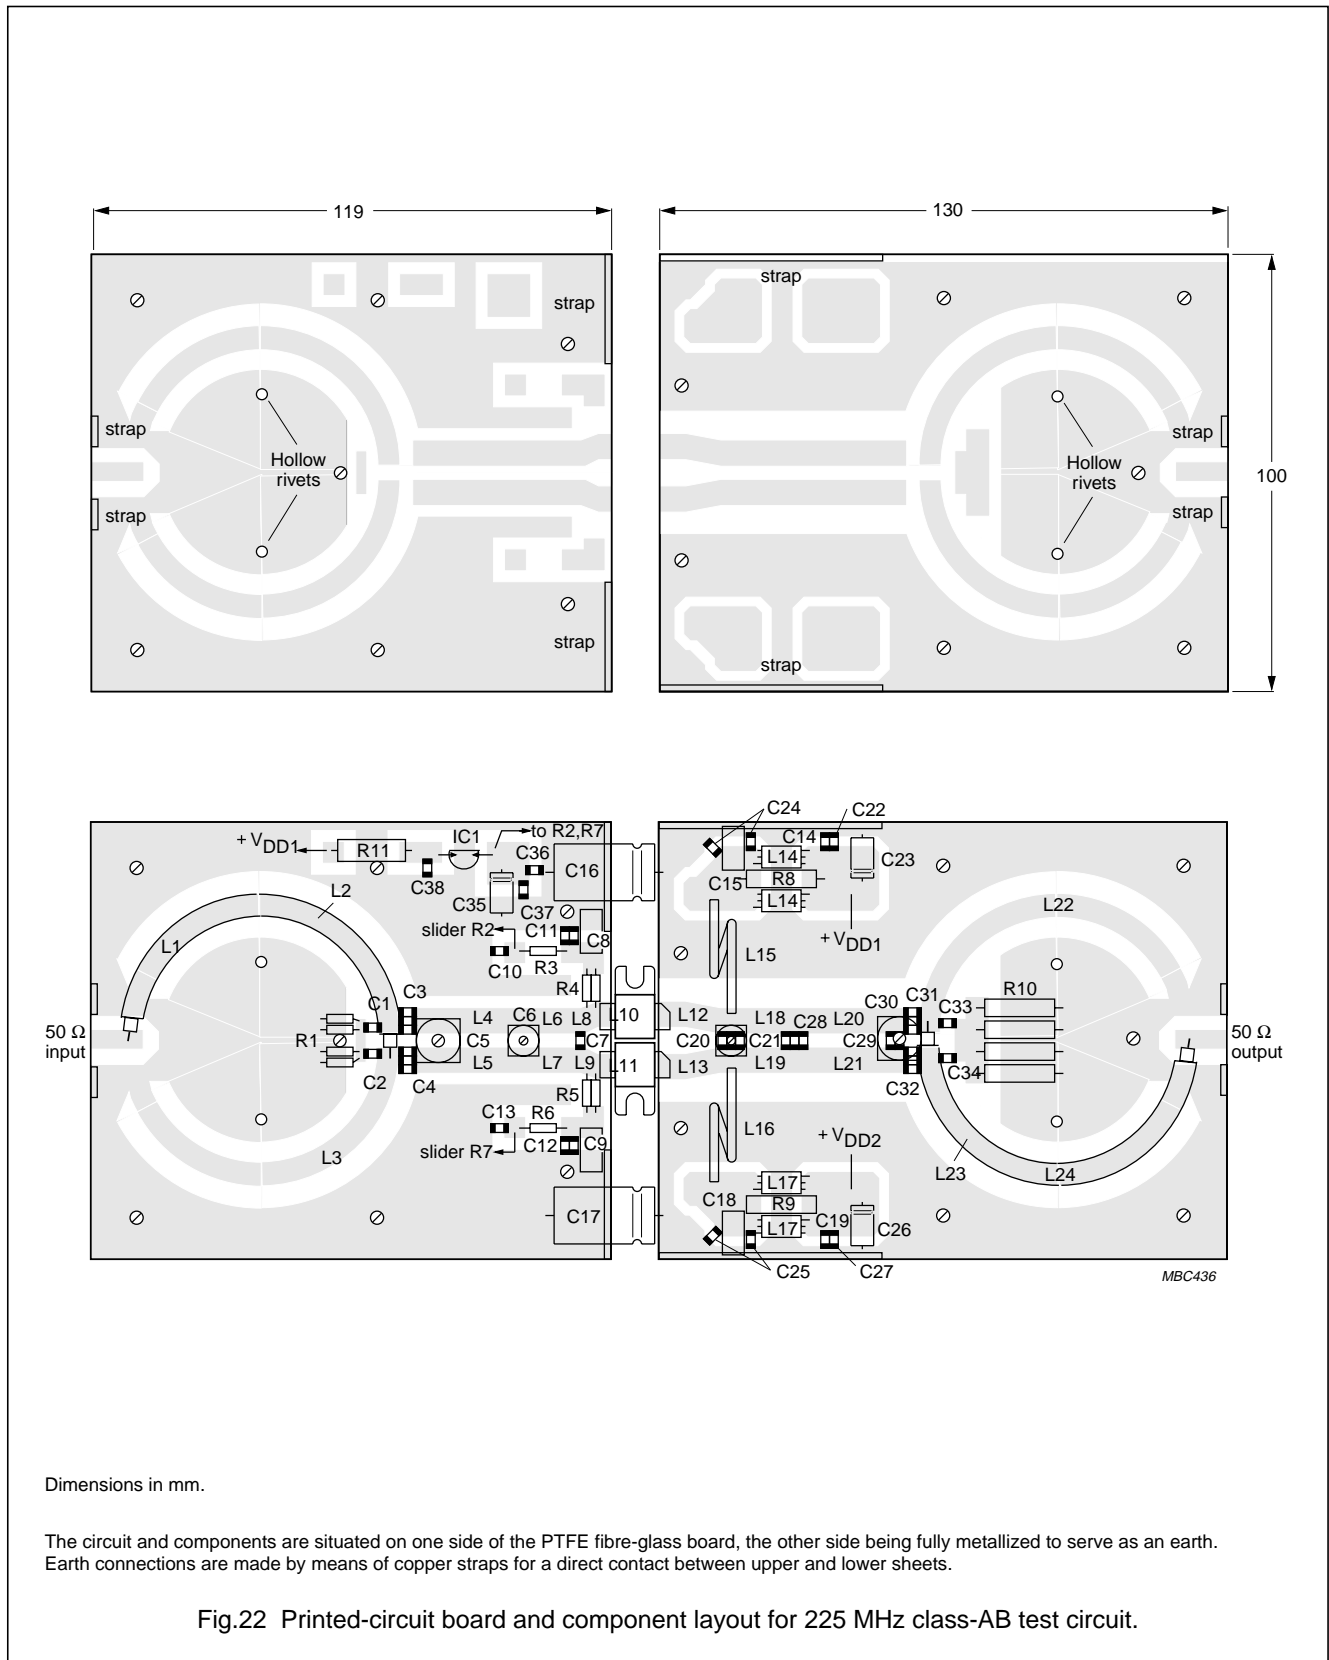 119
130
strap
strap
strap
strap
Hollow
rivets
Hollow
rivets
strap
100
strap
strap
strap
strap
C24
C22
+ VDD1
IC1
to R2,R7
R11
C36
C16
C14
L14
C23
C38
C15
R8
L2
C35
L14
C37
L22
slider R2
C11
C8
+ VDD1
L1
L15
C10
R3
R4
R10
C3
C31
C1
C30
C33
L4
C6
L6
L8
L10
L12
L18
C28
L20
50 Ω
input
R1
C5
C7
C20
C21
C29
50 Ω
output
L5
L7
L9
L11
L13
L19
L21
C2
C4
C34
C32
R5
C13
R6
L16
+ VDD2
slider R7
C12
C9
L3
L23
L24
L17
C18
R9
C17
L17
C19
C26
C25
C27
MBC436
Dimensions in mm.
The circuit and components are situated on one side of the PTFE fibre-glass board, the other side being fully metallized to serve as an earth.
Earth connections are made by means of copper straps for a direct contact between upper and lower sheets.
Fig.22 Printed-circuit board and component layout for 225 MHz class-AB test circuit.